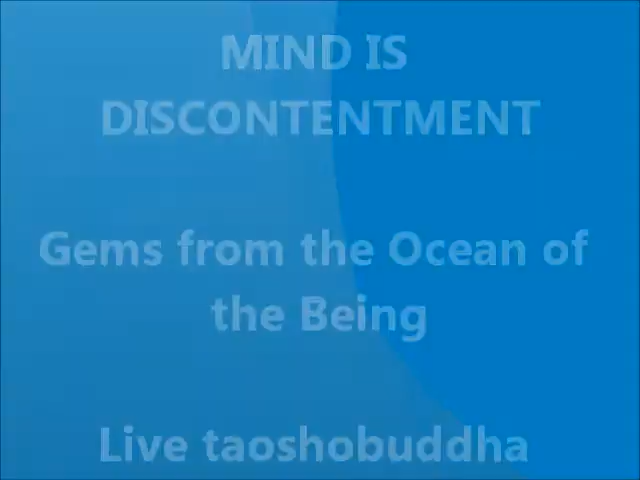 MIND IS
DISCONTENTMENT
Gems from the Ocean of
the Being
Live taoshobuddha